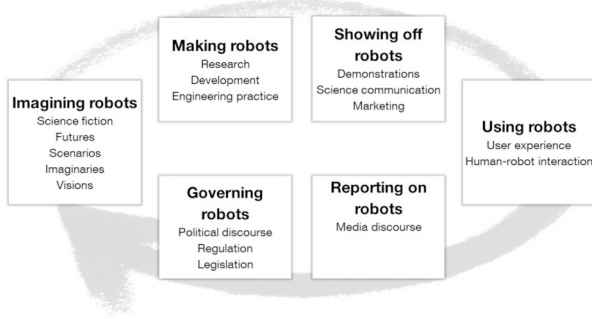 Imagining robots
Science fiction
Futures
Scenarios
Imaginaries
Visions
Making robots
Research
Development
Engineering practice
Showing off
robots
Demonstrations
Science communication
Marketing
Using robots
User experience
Human-robot interaction
Reporting on
robots
Media discourse
Governing
robots
Political discourse
Regulation
Legislation